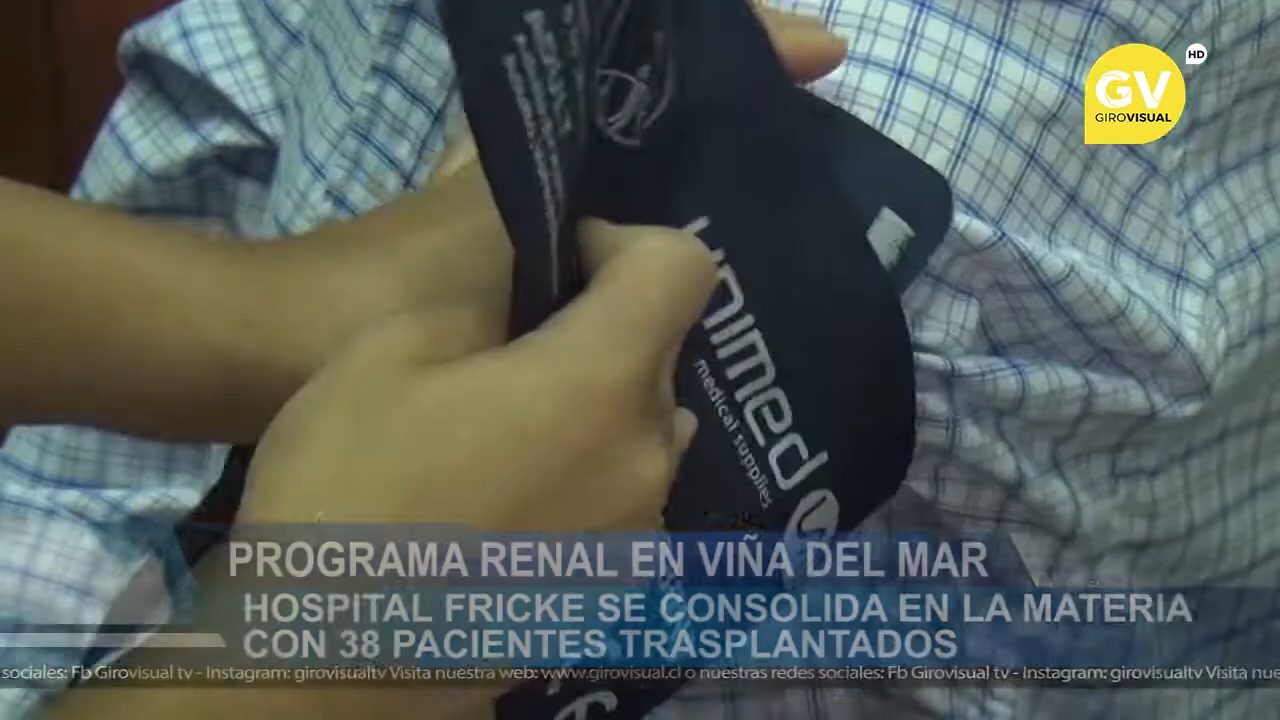 HD
GV
GIROVISUAL
unimed
medical supplies
PROGRAMA RENAL EN VIÑA DEL MAR
HOSPITAL FRICKE SE CONSOLIDA EN LA MATERIA
CON 38 PACIENTES TRASPLANTADOS
sociales: Fb Girovisual tv - Instagram: girovisualtv Visita nuestra web: www.girovisual.cl o nuestras redes sociales: Fb Girovisual tv - Instagram: girovisualtv Visita nue